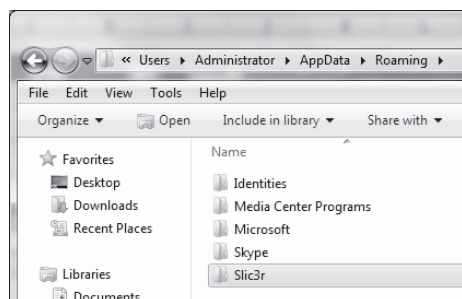 « Users ▸ Administrator ▸ AppData ▸ Roaming ▸
File Edit View Tools Help
Organize ▾ Open Include in library ▾ Share with ▾
Favorites
Desktop
Downloads
Recent Places
Libraries
Documents
Name
Identities
Media Center Programs
Microsoft
Skype
Slic3r